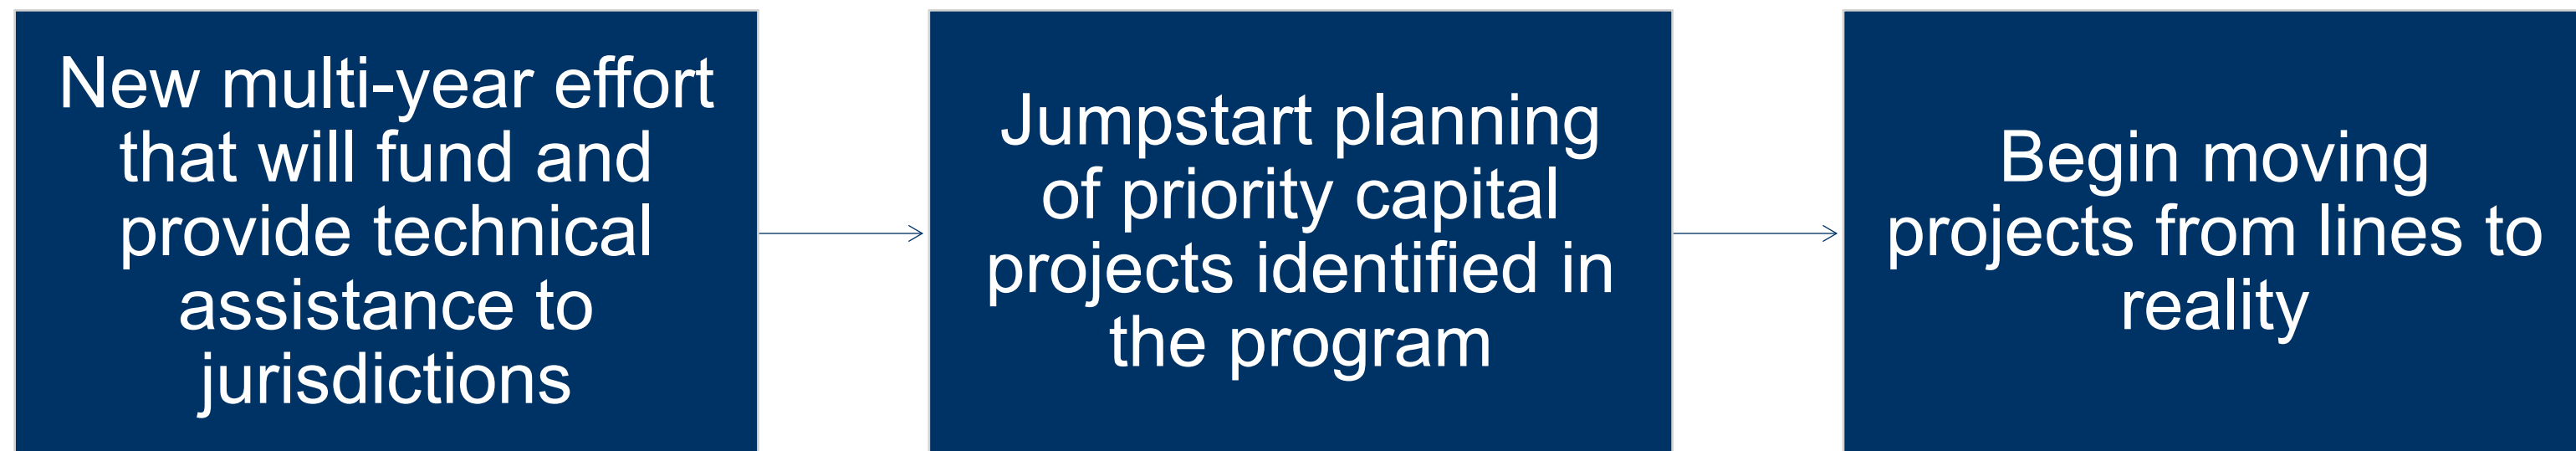 New multi-year effort
that will fund and
provide technical
assistance to
jurisdictions
Jumpstart planning
of priority capital
projects identified in
the program
Begin moving
projects from lines to
reality